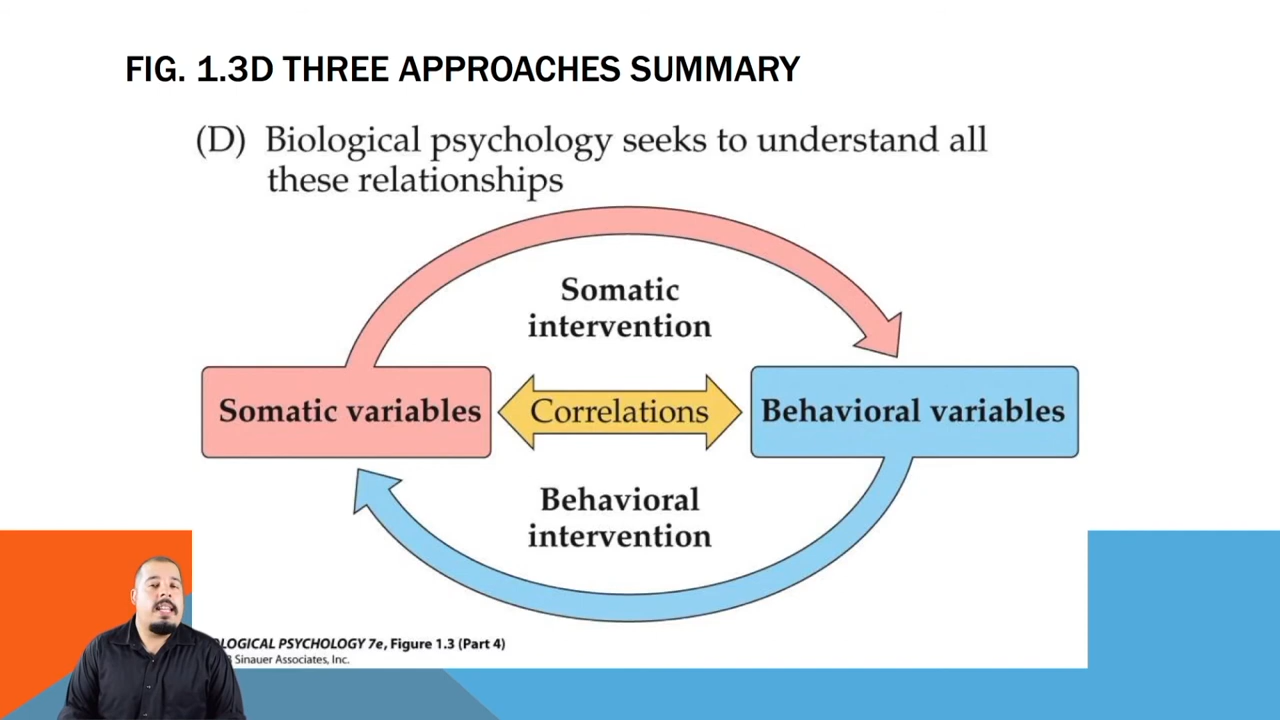 FIG. 1.3D THREE APPROACHES SUMMARY
(D) Biological psychology seeks to understand all
these relationships
Somatic
intervention
Somatic variables
Correlations
Behavioral variables
Behavioral
intervention
PSYCHOLOGY 7e, Figure 1.3 (Part 4)
Sinauer Associates, Inc.